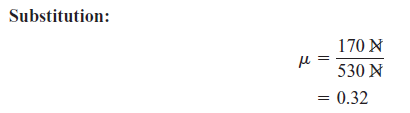 Substitution:
μ = 170 N / 530 N
= 0.32